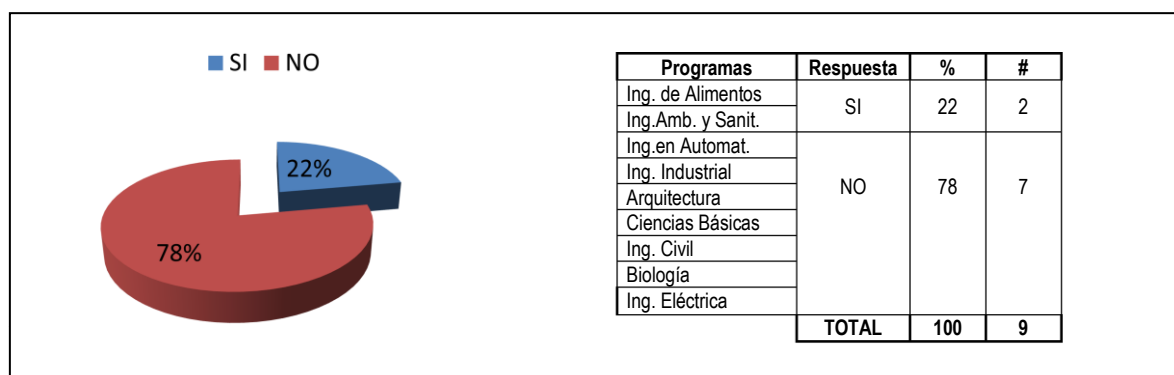 SI NO
22%
78%
Programas Respuesta % #
Ing. de Alimentos
SI 22 2
Ing.Amb. y Sanit.
Ing.en Automat.
Ing. Industrial
NO 78 7
Arquitectura
Ciencias Básicas
Ing. Civil
Biología
Ing. Eléctrica
TOTAL 100 9